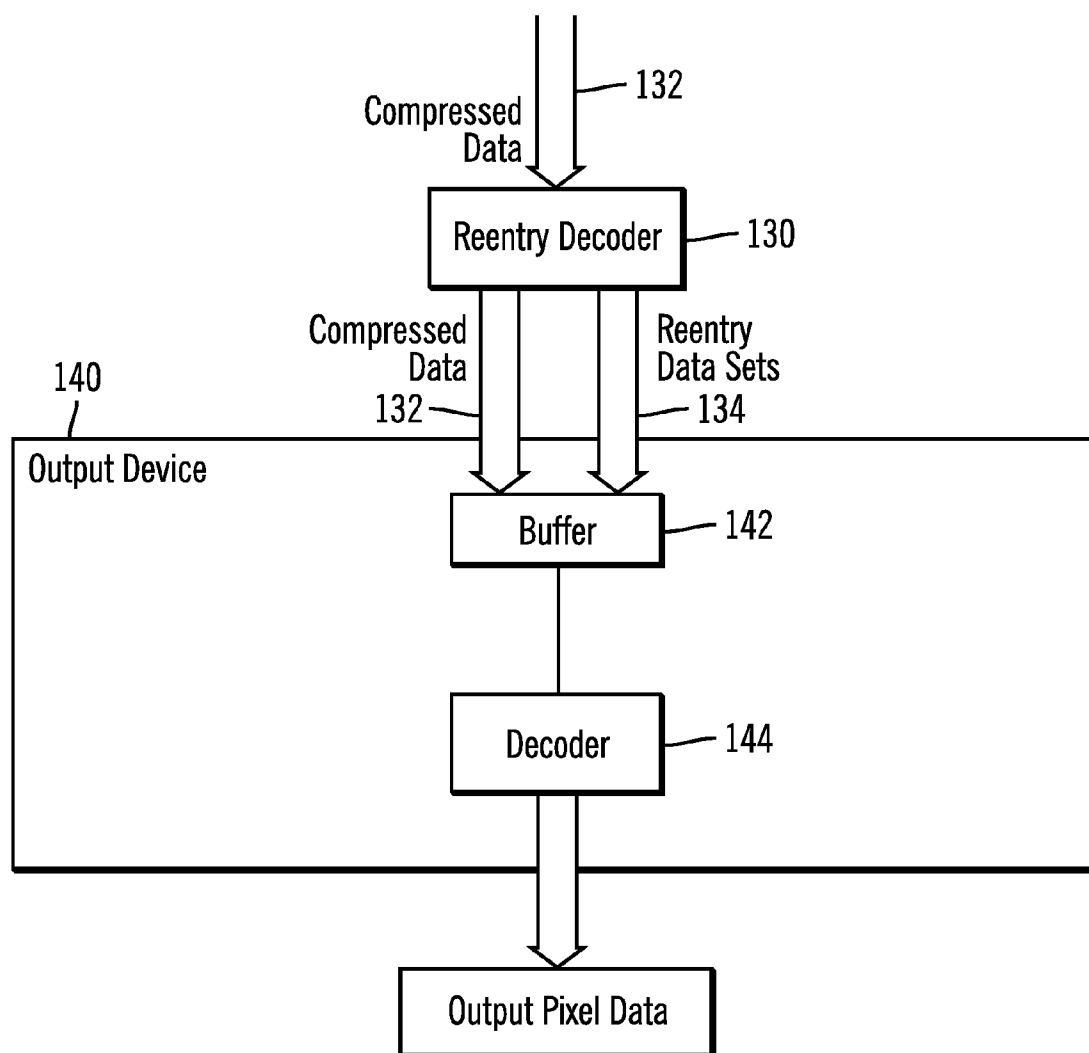 132
Compressed
Data
Reentry Decoder
130
Compressed
Data
132
Reentry
Data Sets
134
140
Output Device
Buffer
142
Decoder
144
Output Pixel Data